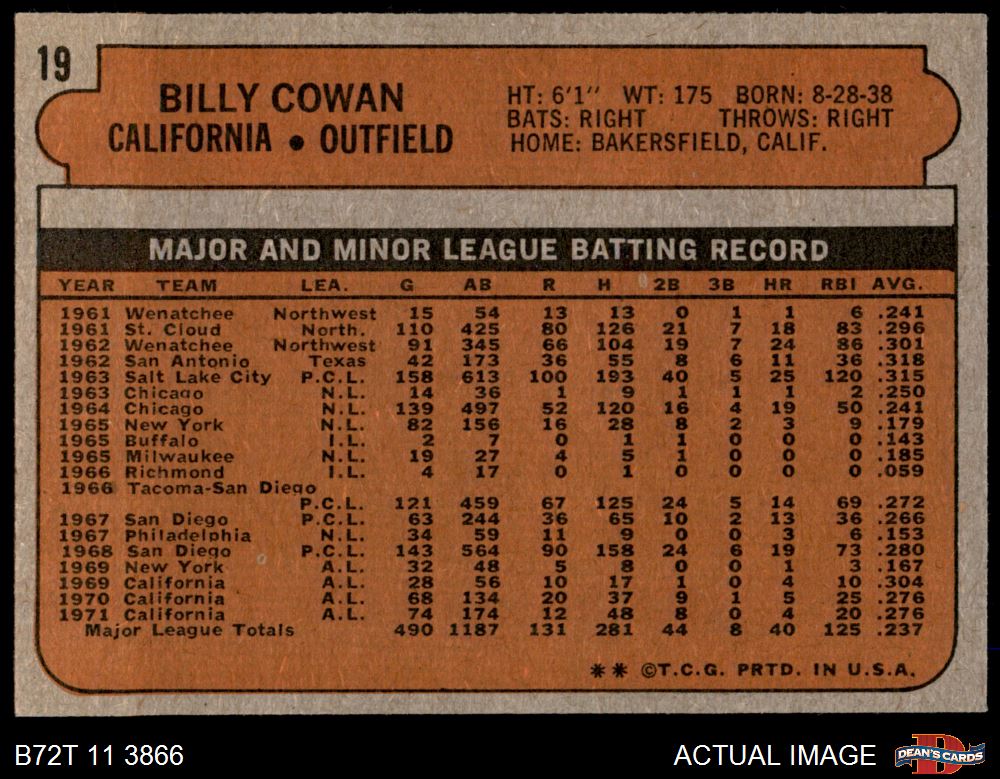 19
BILLY COWAN
CALIFORNIA • OUTFIELD
HT: 6'1" WT: 175 BORN: 8-28-38
BATS: RIGHT THROWS: RIGHT
HOME: BAKERSFIELD, CALIF.
MAJOR AND MINOR LEAGUE BATTING RECORD
YEAR TEAM LEA. G AB R H 2B 3B HR RBI AVG.
1961 Wenatchee Northwest 15 54 13 13 0 1 1 6 .241
1961 St. Cloud North. 110 425 80 126 21 7 18 83 .296
1962 Wenatchee Northwest 91 345 66 104 19 7 24 86 .301
1962 San Antonio Texas 42 173 36 55 8 6 11 36 .318
1963 Salt Lake City P.C.L. 158 613 100 193 40 5 25 120 .315
1963 Chicago N.L. 14 36 1 9 1 1 1 2 .250
1964 Chicago N.L. 139 497 52 120 16 4 19 50 .241
1965 New York N.L. 82 156 16 28 8 2 3 9 .179
1965 Buffalo I.L. 2 7 0 1 1 0 0 0 .143
1965 Milwaukee N.L. 19 27 4 5 1 0 0 0 .185
1966 Richmond I.L. 4 17 0 1 0 0 0 0 .059
1966 Tacoma-San Diego
P.C.L. 121 459 67 125 24 5 14 69 .272
1967 San Diego P.C.L. 63 244 36 65 10 2 13 36 .266
1967 Philadelphia N.L. 34 59 11 9 0 0 3 6 .153
1968 San Diego P.C.L. 143 564 90 158 24 6 19 73 .280
1969 New York A.L. 32 48 5 8 0 0 1 3 .167
1969 California A.L. 28 56 10 17 1 0 4 10 .304
1970 California A.L. 68 134 20 37 9 1 5 25 .276
1971 California A.L. 74 174 12 48 8 0 4 20 .276
Major League Totals 490 1187 131 281 44 8 40 125 .237
** ©T.C.G. PRTD. IN U.S.A.
B72T 11 3866
ACTUAL IMAGE
DEAN'S CARDS